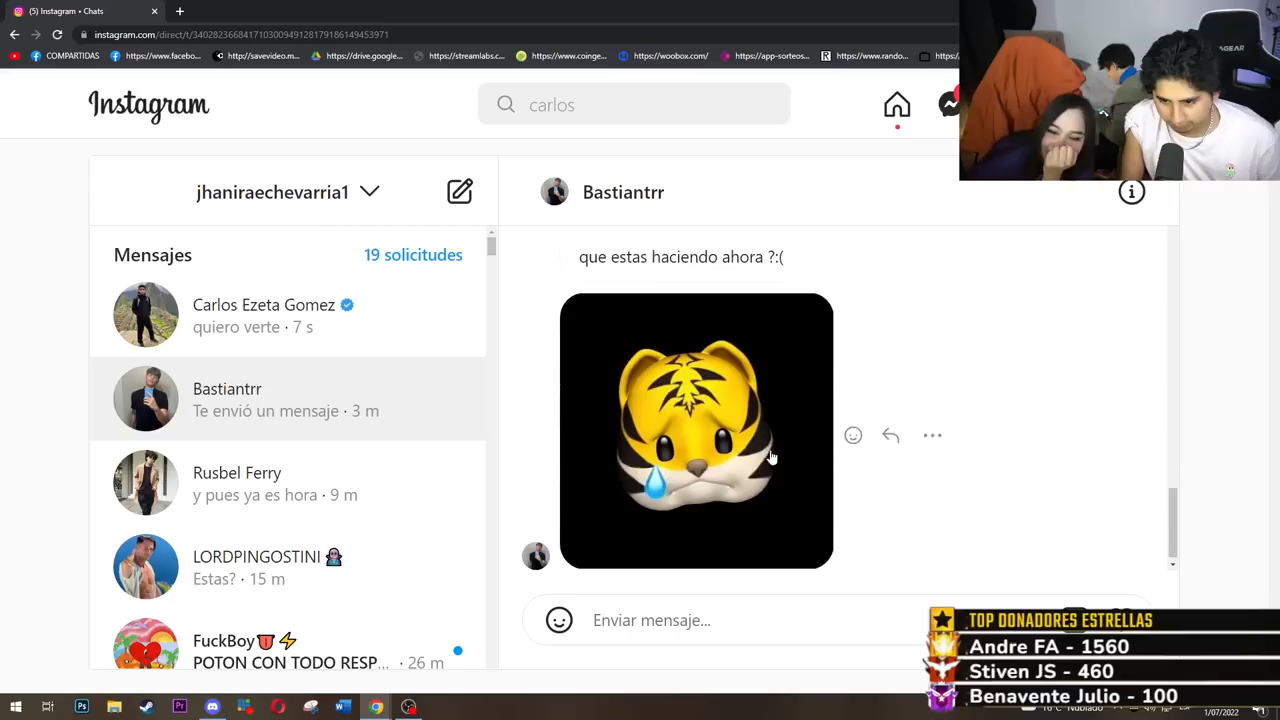 (5) Instagram • Chats
instagram.com/direct/t/340282366841710300949128179186149453971
COMPARTIDAS
https://www.facebo...
http://savevideo.m...
https://drive.google...
https://streamlabs.c...
https://www.coinge...
https://woobox.com/
https://app-sorteos...
https://www.rando...
Instagram
carlos
jhaniraechevarria1
Bastiantrr
Mensajes
19 solicitudes
Carlos Ezeta Gomez
quiero verte · 7 s
Bastiantrr
Te envió un mensaje · 3 m
Rusbel Ferry
y pues ya es hora · 9 m
LORDPINGOSTINI
Estas? · 15 m
FuckBoy👅⚡
POTON CON TODO RESP... · 26 m
que estas haciendo ahora ?:(
Enviar mensaje...
TOP DONADORES ESTRELLAS
Andre FA - 1560
Stiven JS - 460
Benavente Julio - 100
1/07/2022